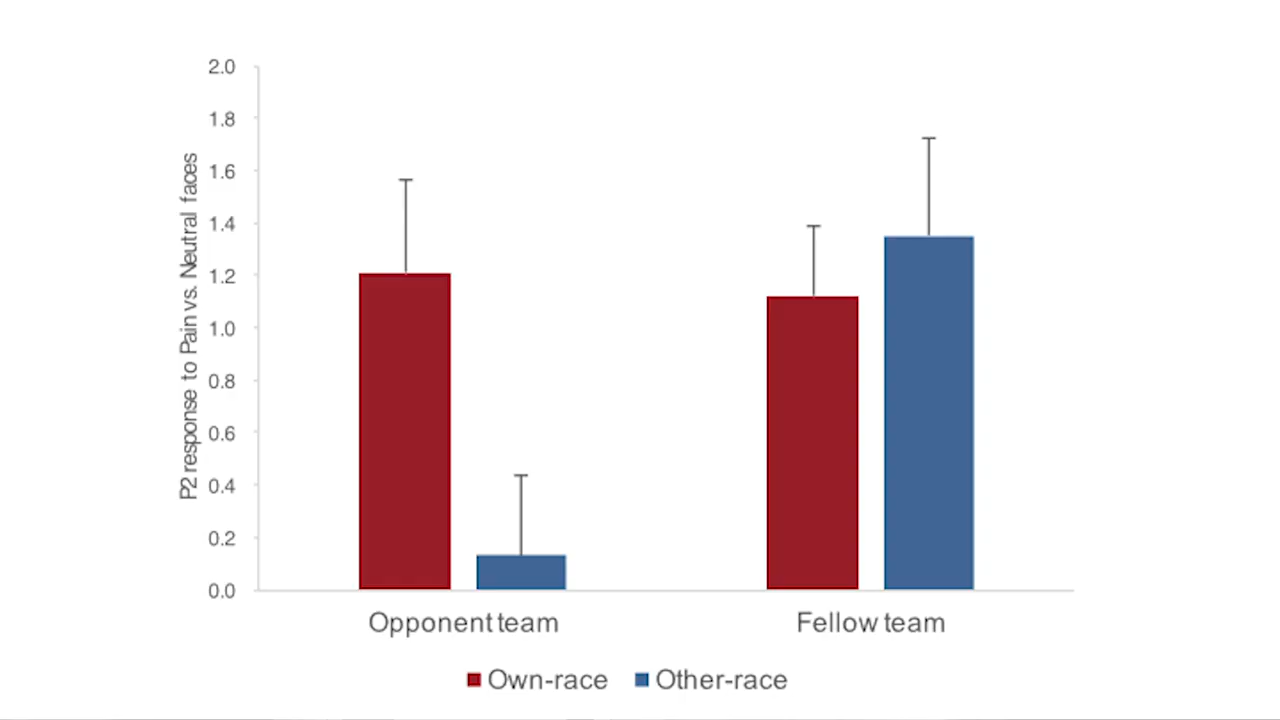 P2 response to Pain vs. Neutral faces
2.0
1.8
1.6
1.4
1.2
1.0
0.8
0.6
0.4
0.2
0.0
Opponent team
Fellow team
Own-race
Other-race